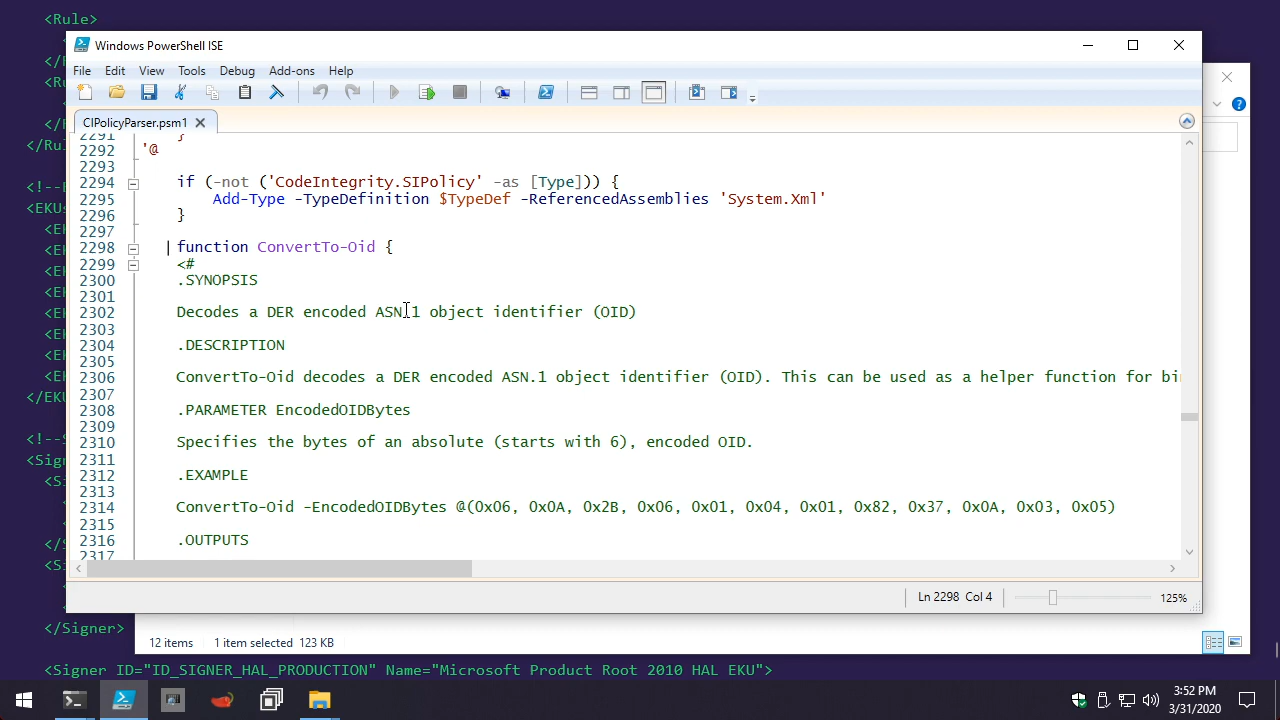 <Rule>
Windows PowerShell ISE
File Edit View Tools Debug Add-ons Help
CIPolicyParser.psm1
2291 }
2292 '@
2293
2294 if (-not ('CodeIntegrity.SIPolicy' -as [Type])) {
2295 Add-Type -TypeDefinition $TypeDef -ReferencedAssemblies 'System.Xml'
2296 }
2297
2298 function ConvertTo-Oid {
2299 <#
2300 .SYNOPSIS
2301
2302 Decodes a DER encoded ASN.1 object identifier (OID)
2303
2304 .DESCRIPTION
2305
2306 ConvertTo-Oid decodes a DER encoded ASN.1 object identifier (OID). This can be used as a helper function for bi
2307
2308 .PARAMETER EncodedOIDBytes
2309
2310 Specifies the bytes of an absolute (starts with 6), encoded OID.
2311
2312 .EXAMPLE
2313
2314 ConvertTo-Oid -EncodedOIDBytes @(0x06, 0x0A, 0x2B, 0x06, 0x01, 0x04, 0x01, 0x82, 0x37, 0x0A, 0x03, 0x05)
2315
2316 .OUTPUTS
2317
Ln 2298 Col 4 125%
</Signer>
12 items 1 item selected 123 KB
<Signer ID="ID_SIGNER_HAL_PRODUCTION" Name="Microsoft Product Root 2010 HAL EKU">
3:52 PM
3/31/2020